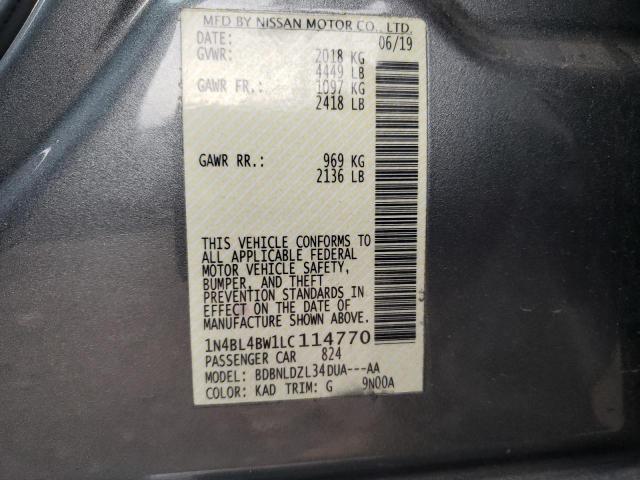 MFD BY NISSAN MOTOR CO., LTD.
DATE: 06/19
GVWR: 2018 KG
4449 LB
GAWR FR.: 1097 KG
2418 LB
GAWR RR.: 969 KG
2136 LB
THIS VEHICLE CONFORMS TO
ALL APPLICABLE FEDERAL
MOTOR VEHICLE SAFETY,
BUMPER, AND THEFT
PREVENTION STANDARDS IN
EFFECT ON THE DATE OF
MANUFACTURE SHOWN ABOVE.
1N4BL4BW1LC114770
PASSENGER CAR 824
MODEL: BDBNLDZL34DUA---AA
COLOR: KAD TRIM: G 9N00A